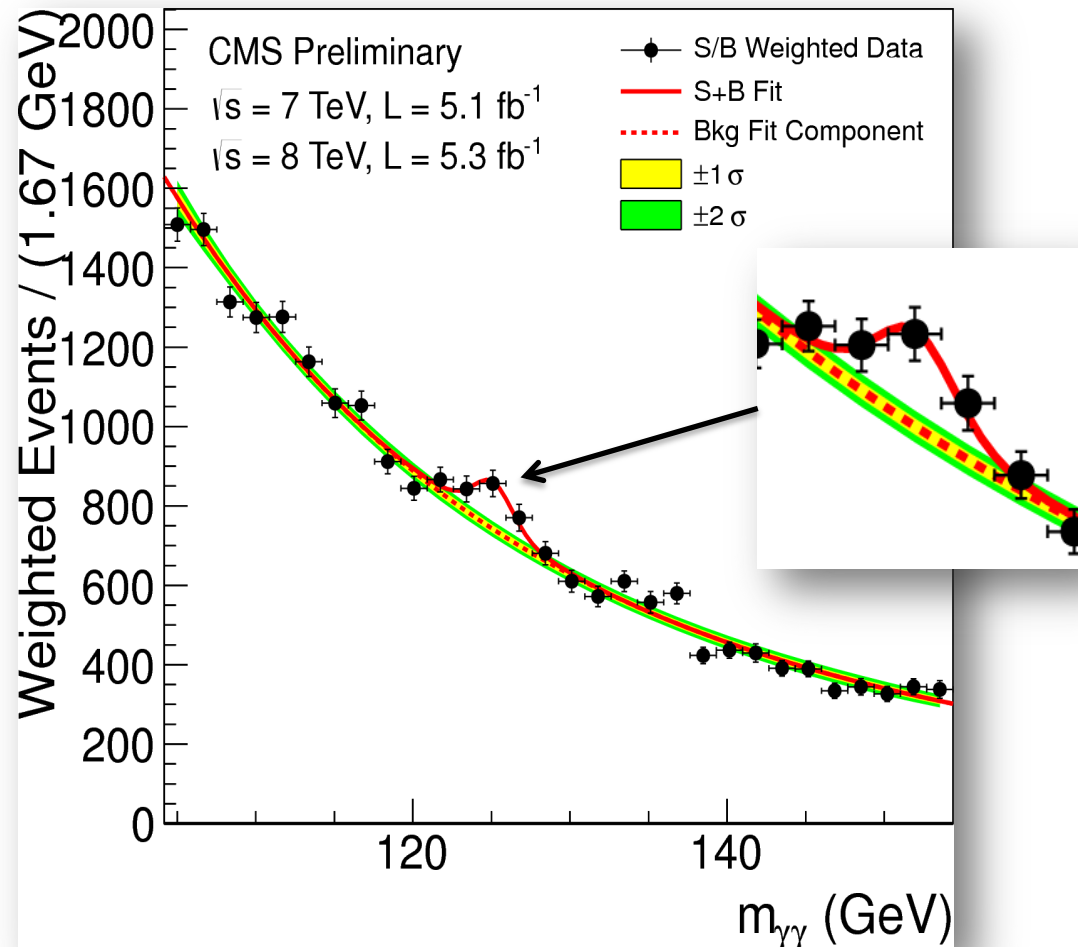 Weighted Events / (1.67 GeV)
CMS Preliminary
√s = 7 TeV, L = 5.1 fb⁻¹
√s = 8 TeV, L = 5.3 fb⁻¹
S/B Weighted Data
S+B Fit
Bkg Fit Component
±1 σ
±2 σ
2000
1800
1600
1400
1200
1000
800
600
400
200
0
120 140
mγγ (GeV)